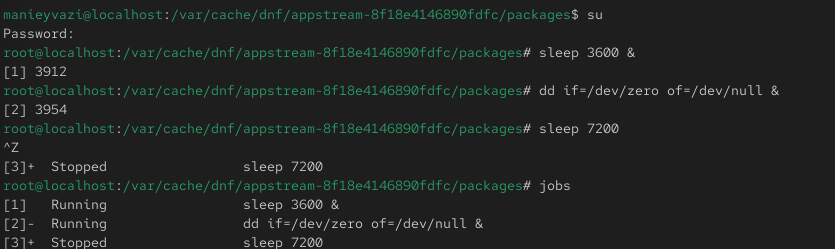 manieyvazi@localhost:/var/cache/dnf/appstream-8f18e4146890fdfc/packages$ su
Password:
root@localhost:/var/cache/dnf/appstream-8f18e4146890fdfc/packages# sleep 3600 &
[1] 3912
root@localhost:/var/cache/dnf/appstream-8f18e4146890fdfc/packages# dd if=/dev/zero of=/dev/null &
[2] 3954
root@localhost:/var/cache/dnf/appstream-8f18e4146890fdfc/packages# sleep 7200
^Z
[3]+  Stopped                 sleep 7200
root@localhost:/var/cache/dnf/appstream-8f18e4146890fdfc/packages# jobs
[1]   Running                 sleep 3600 &
[2]-  Running                 dd if=/dev/zero of=/dev/null &
[3]+  Stopped                 sleep 7200